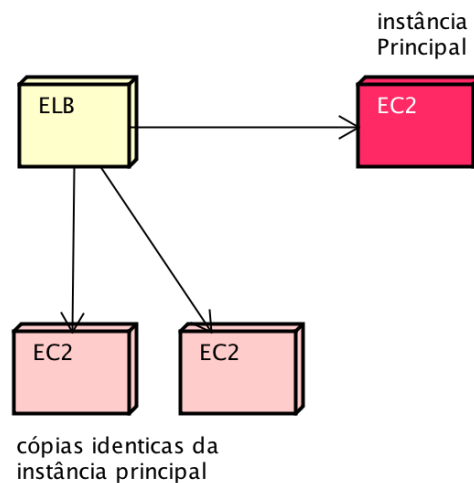 instância
Principal
ELB
EC2
EC2
EC2
cópias identicas da
instância principal